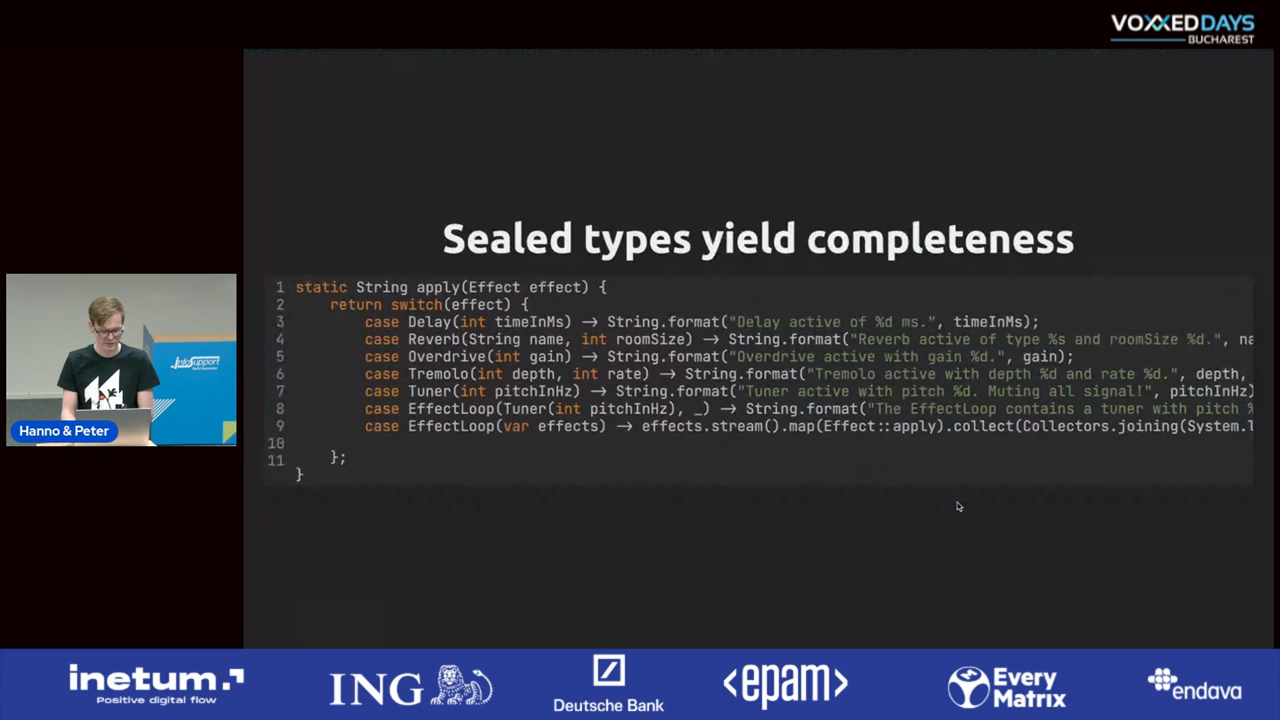 VOXXED DAYS
BUCHAREST
Sealed types yield completeness
1 static String apply(Effect effect) {
2 return switch(effect) {
3 case Delay(int timeInMs) → String.format("Delay active of %d ms.", timeInMs);
4 case Reverb(String name, int roomSize) → String.format("Reverb active of type %s and roomSize %d.", na
5 case Overdrive(int gain) → String.format("Overdrive active with gain %d.", gain);
6 case Tremolo(int depth, int rate) → String.format("Tremolo active with depth %d and rate %d.", depth,
7 case Tuner(int pitchInHz) → String.format("Tuner active with pitch %d. Muting all signal!", pitchInHz)
8 case EffectLoop(Tuner(int pitchInHz), _) → String.format("The EffectLoop contains a tuner with pitch %
9 case EffectLoop(var effects) → effects.stream().map(Effect::apply).collect(Collectors.joining(System.l
10
11 };
}
infoSupport
Hanno & Peter
inetum.
Positive digital flow
ING
Deutsche Bank
<epam>
Every
Matrix
endava